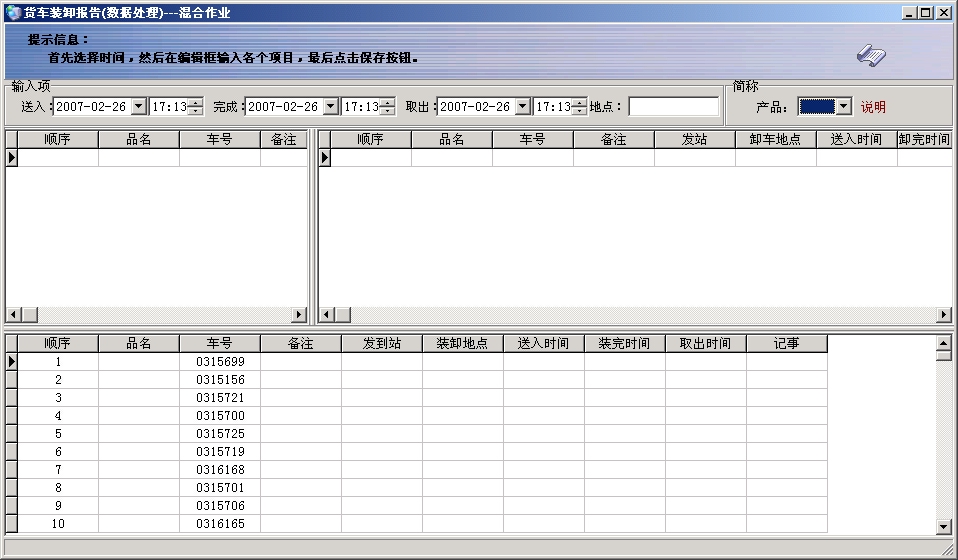 货车装卸报告(数据处理)---混合作业
提示信息：
首先选择时间，然后在编辑框输入各个项目，最后点击保存按钮。
输入项
简称
送入： 2007-02-26 17:13 完成： 2007-02-26 17:13 取出： 2007-02-26 17:13 地点：
产品： 说明
顺序 品名 车号 备注
顺序 品名 车号 备注 发站 卸车地点 送入时间 卸完时间
顺序 品名 车号 备注 发到站 装卸地点 送入时间 装完时间 取出时间 记事
1 0315699
2 0315156
3 0315721
4 0315700
5 0315725
6 0315719
7 0316168
8 0315701
9 0315706
10 0316165